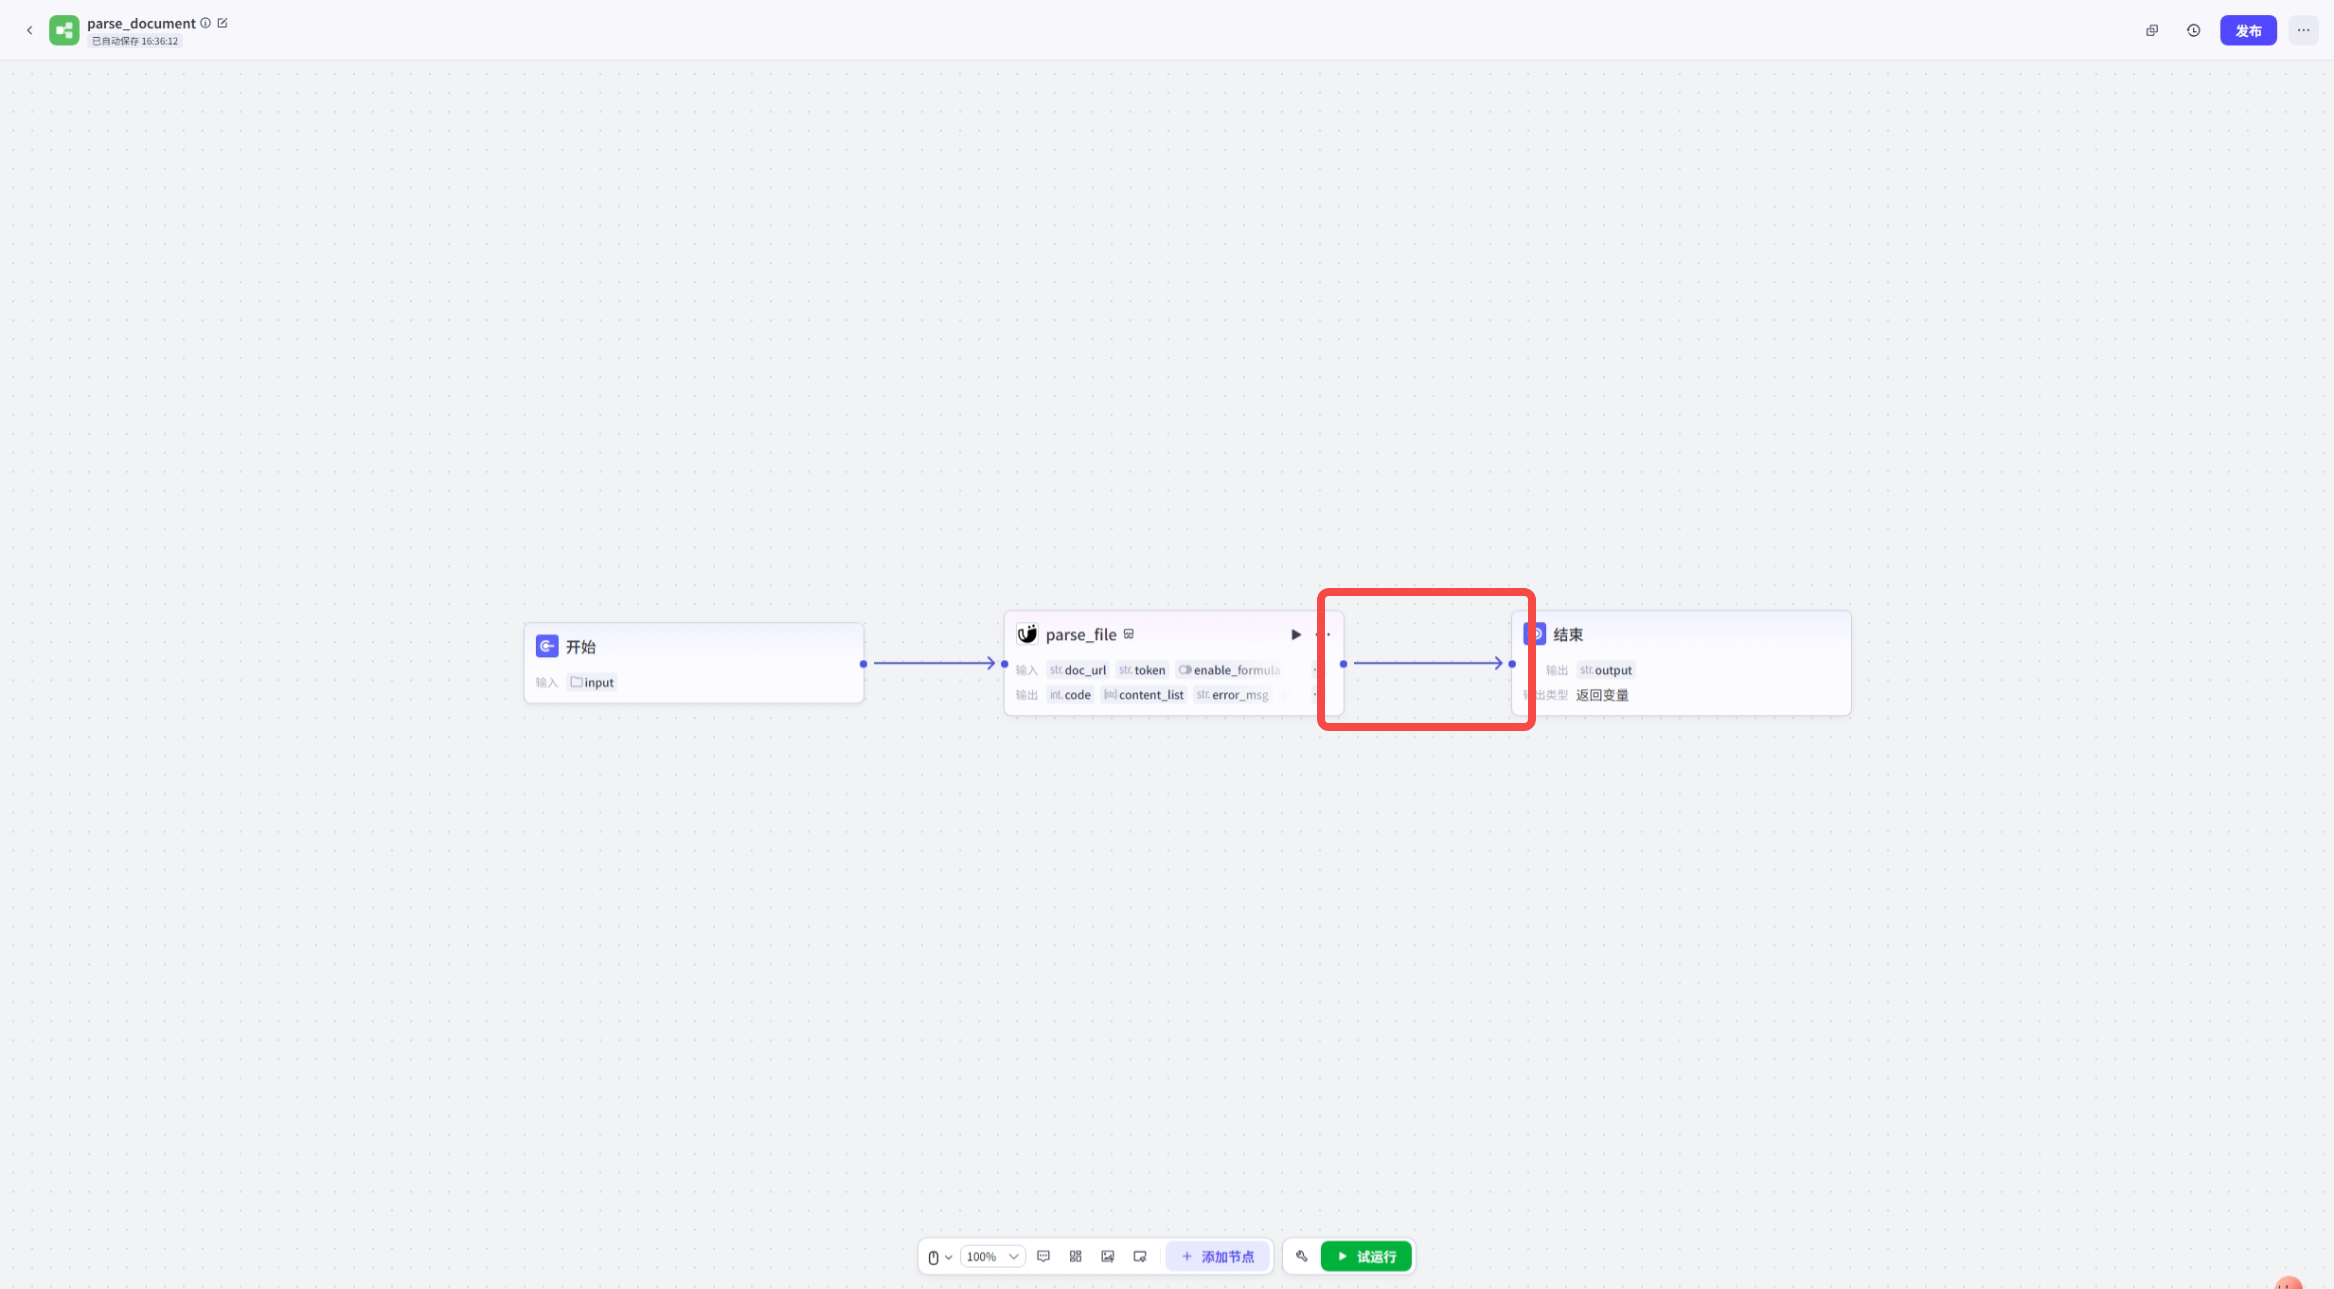 parse_document
已自动保存 16:36:12
发布
开始
输入 input
parse_file
输入 str. doc_url str. token enable_formula
输出 int. code content_list str. error_msg
结束
输出 str. output
出类型 返回变量
100%
添加节点
试运行